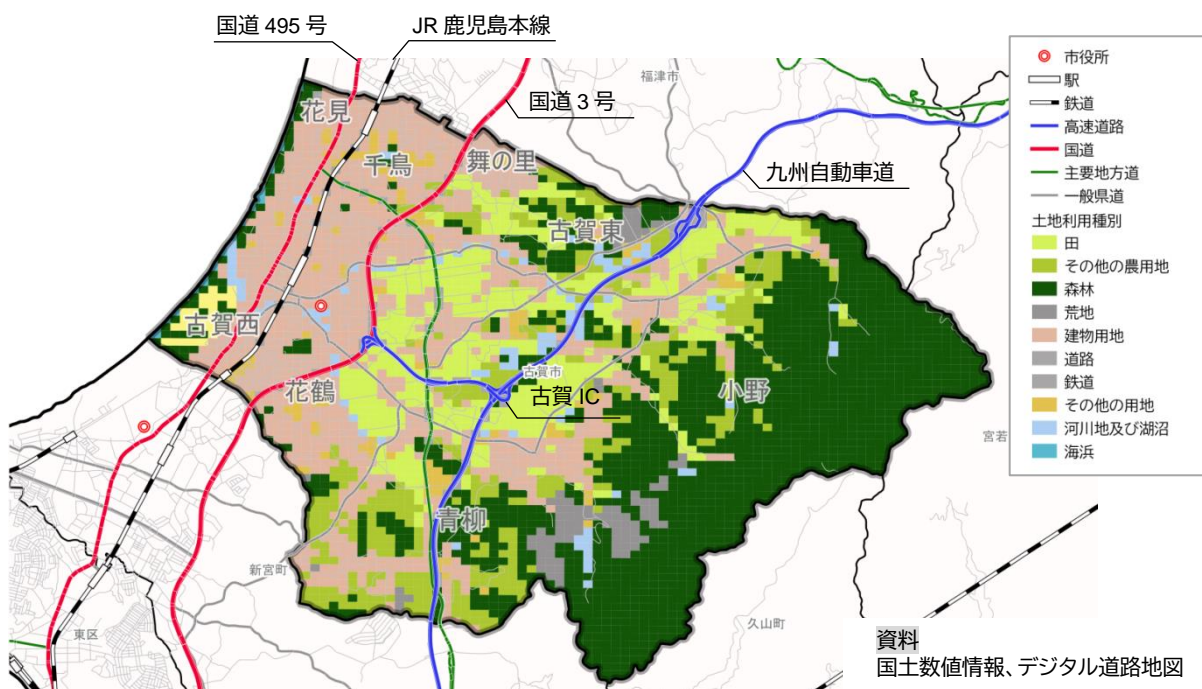 国道 495 号
JR 鹿児島本線
国道 3 号
九州自動車道
福津市
花見
千鳥
舞の里
古賀東
古賀西
花鶴
古賀市
古賀 IC
小野
青柳
宮若
新宮町
東区
久山町
市役所
駅
鉄道
高速道路
国道
主要地方道
一般県道
土地利用種別
田
その他の農用地
森林
荒地
建物用地
道路
鉄道
その他の用地
河川地及び湖沼
海浜
資料
国土数値情報、デジタル道路地図